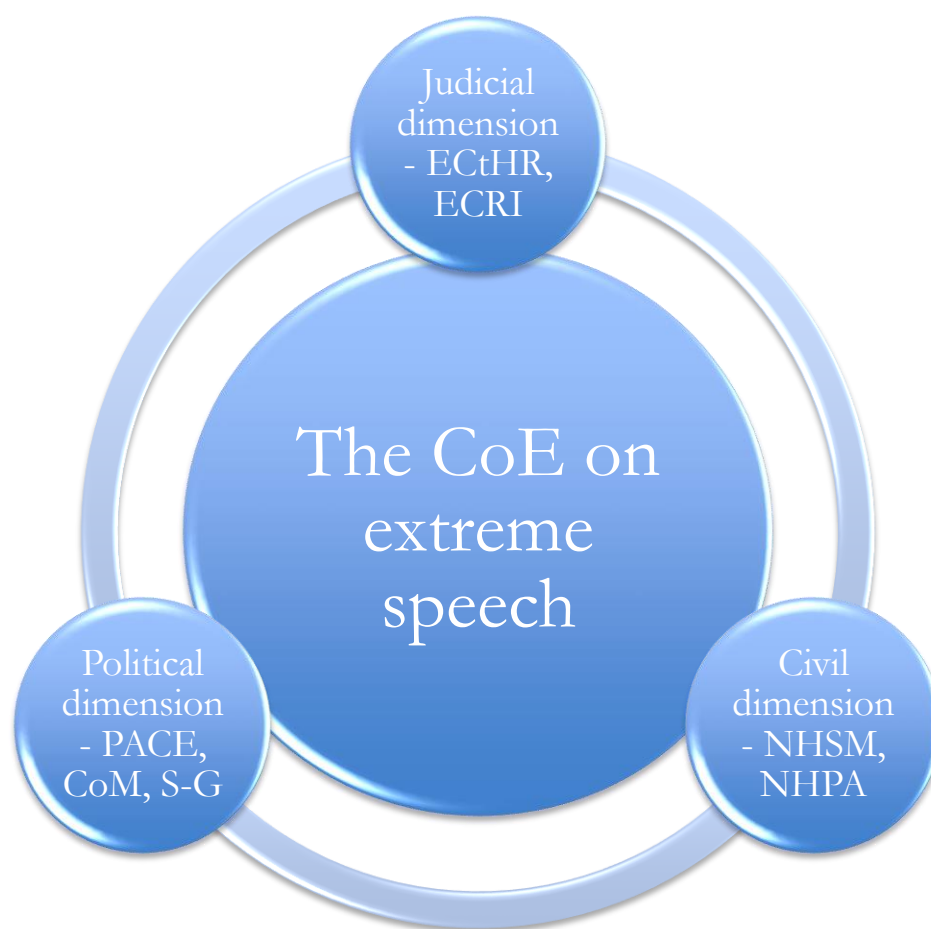 Judicial
dimension
- ECtHR,
ECRI
The CoE on
extreme
speech
Political
dimension
- PACE,
CoM, S-G
Civil
dimension
- NHSM,
NHPA